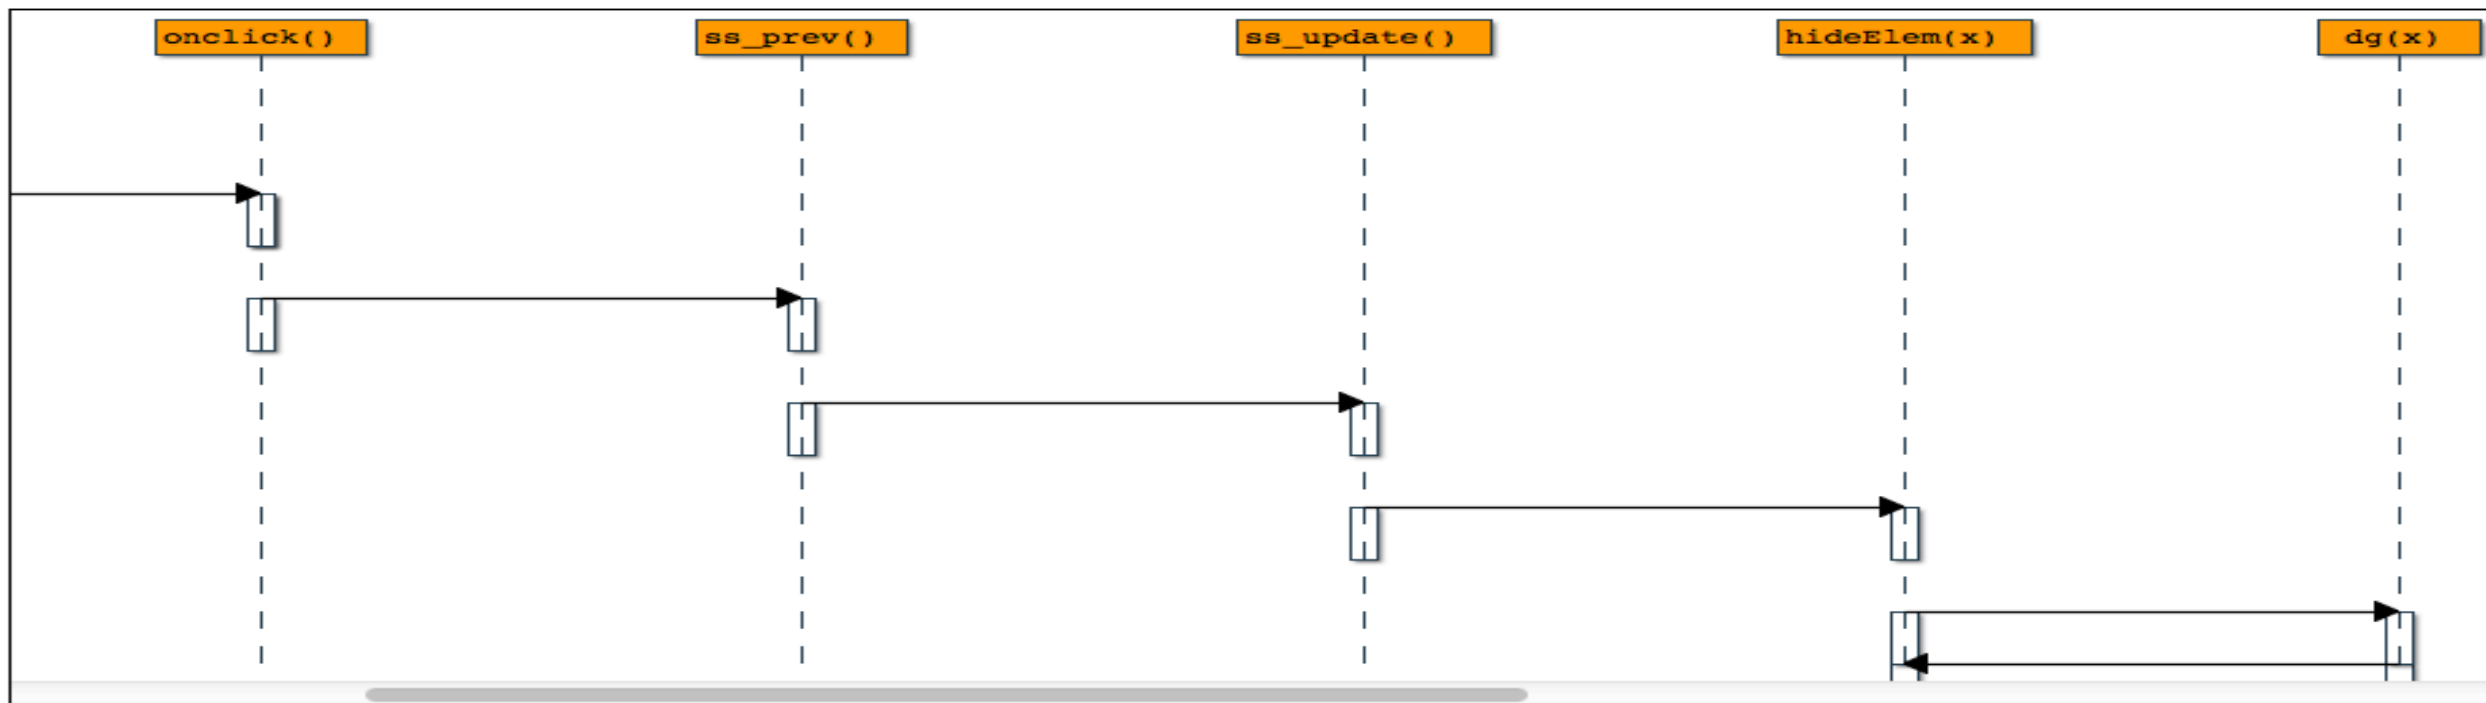 onclick()
ss_prev()
ss_update()
hideElem(x)
dg(x)